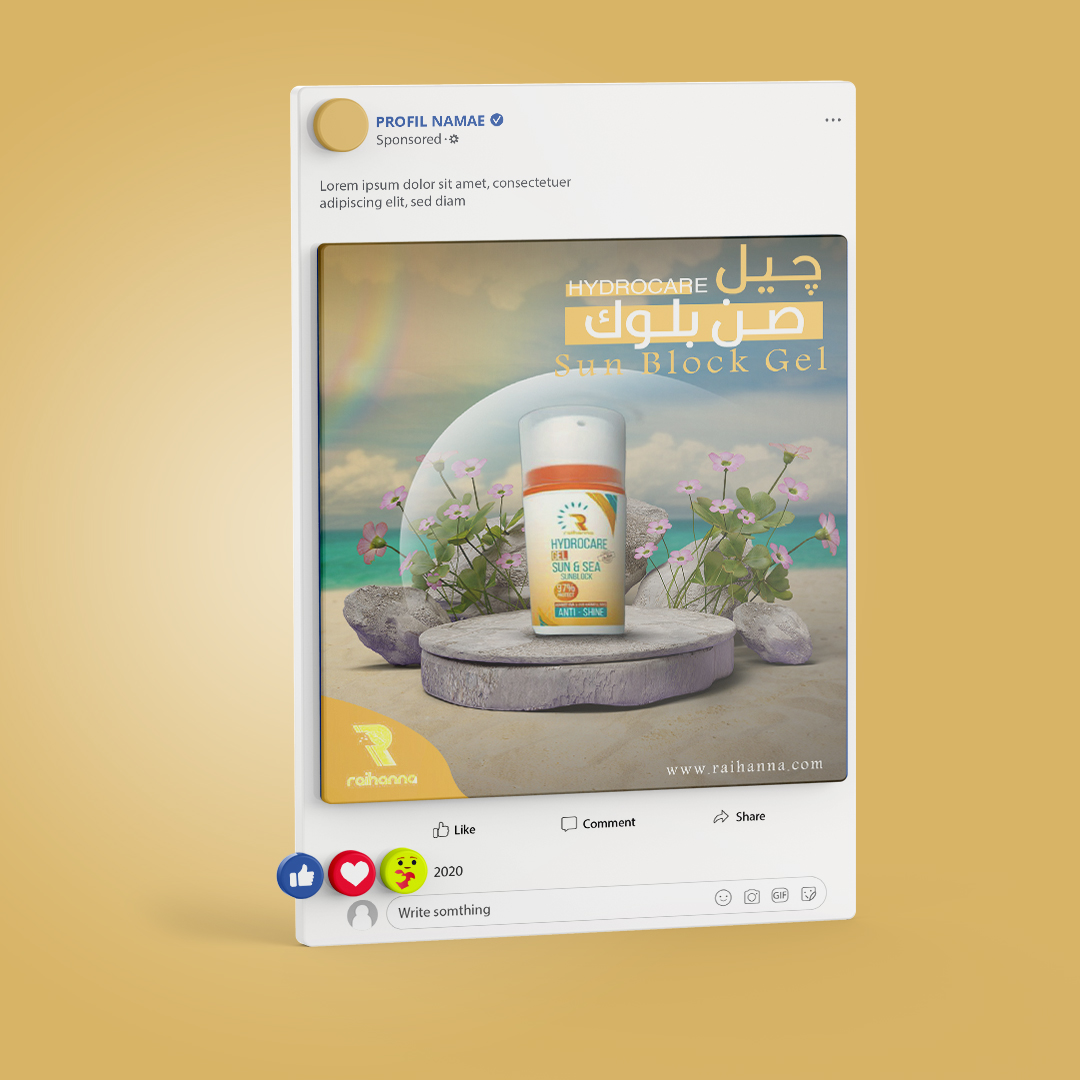 PROFIL NAMAE
Sponsored ·
Lorem ipsum dolor sit amet, consectetuer
adipiscing elit, sed diam
HYDROCARE چيل
صن بلوك
Sun Block Gel
R
raihanna
HYDROCARE
GEL
SUN & SEA
SUNBLOCK
97%
ANTI - SHINE
R
raihanna
www.raihanna.com
Like
Comment
Share
2020
Write somthing
GIF